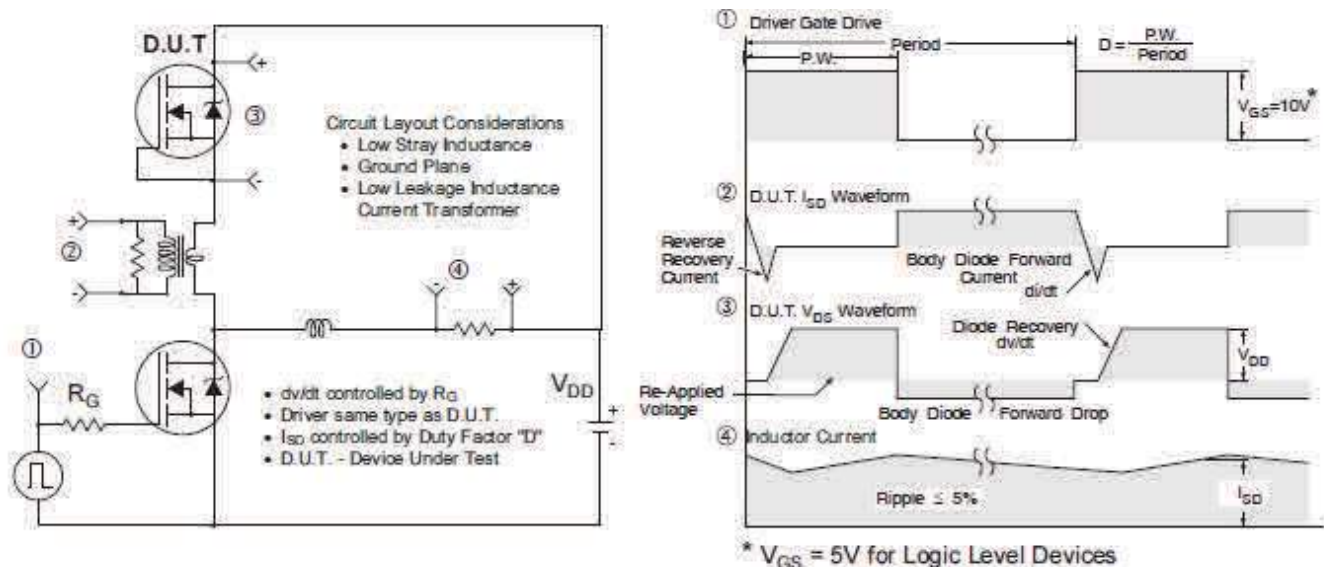 D.U.T
+
③
-
Circuit Layout Considerations
• Low Stray Inductance
• Ground Plane
• Low Leakage Inductance
Current Transformer
+
②
-
④
- +
①
RG
VDD
+
-
• dv/dt controlled by RG
• Driver same type as D.U.T.
• ISD controlled by Duty Factor "D"
• D.U.T. - Device Under Test
① Driver Gate Drive
Period
P.W.
D = P.W.
Period
VGS=10V*
② D.U.T. ISD Waveform
Reverse
Recovery
Current
Body Diode Forward
Current
di/dt
③ D.U.T. VDS Waveform
Diode Recovery
dv/dt
VDD
Re-Applied
Voltage
Body Diode Forward Drop
④ Inductor Current
Ripple ≤ 5%
ISD
* VGS = 5V for Logic Level Devices